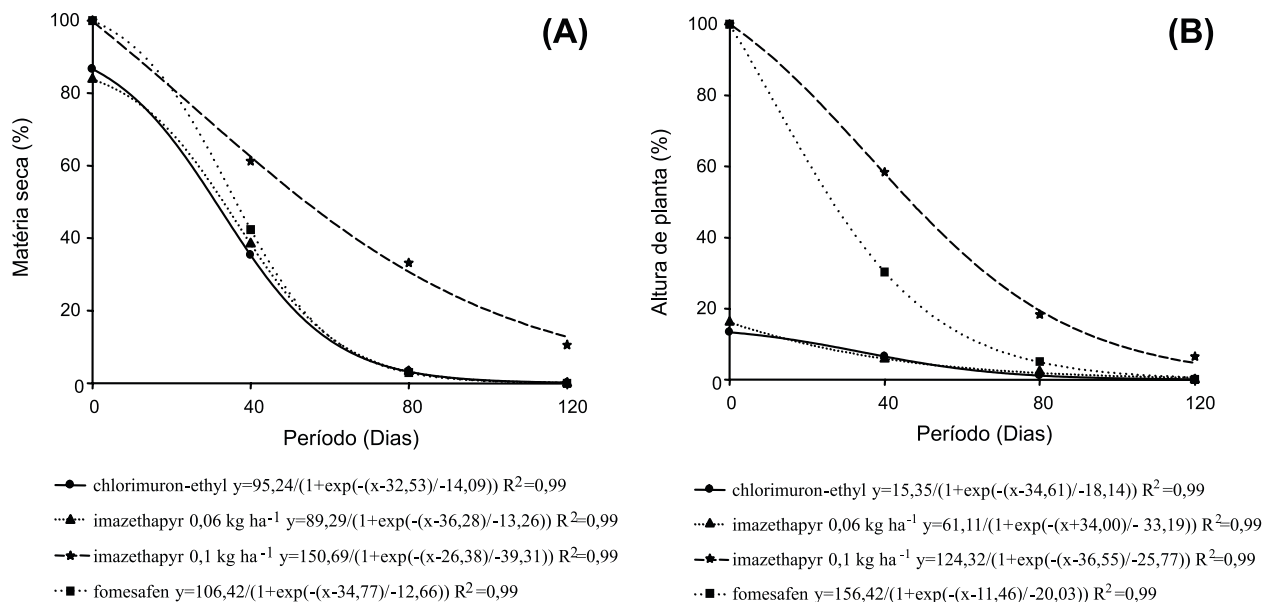 (A)
Matéria seca (%)
100
80
60
40
20
0
0 40 80 120
Período (Dias)
chlorimuron-ethyl y=95,24/(1+exp(-(x-32,53)/-14,09)) R²=0,99
imazethapyr 0,06 kg ha⁻¹ y=89,29/(1+exp(-(x-36,28)/-13,26)) R²=0,99
imazethapyr 0,1 kg ha⁻¹ y=150,69/(1+exp(-(x-26,38)/-39,31)) R²=0,99
fomesafen y=106,42/(1+exp(-(x-34,77)/-12,66)) R²=0,99
(B)
Altura de planta (%)
100
80
60
40
20
0
0 40 80 120
Período (Dias)
chlorimuron-ethyl y=15,35/(1+exp(-(x-34,61)/-18,14)) R²=0,99
imazethapyr 0,06 kg ha⁻¹ y=61,11/(1+exp(-(x+34,00)/- 33,19)) R²=0,99
imazethapyr 0,1 kg ha⁻¹ y=124,32/(1+exp(-(x-36,55)/-25,77)) R²=0,99
fomesafen y=156,42/(1+exp(-(x-11,46)/-20,03)) R²=0,99